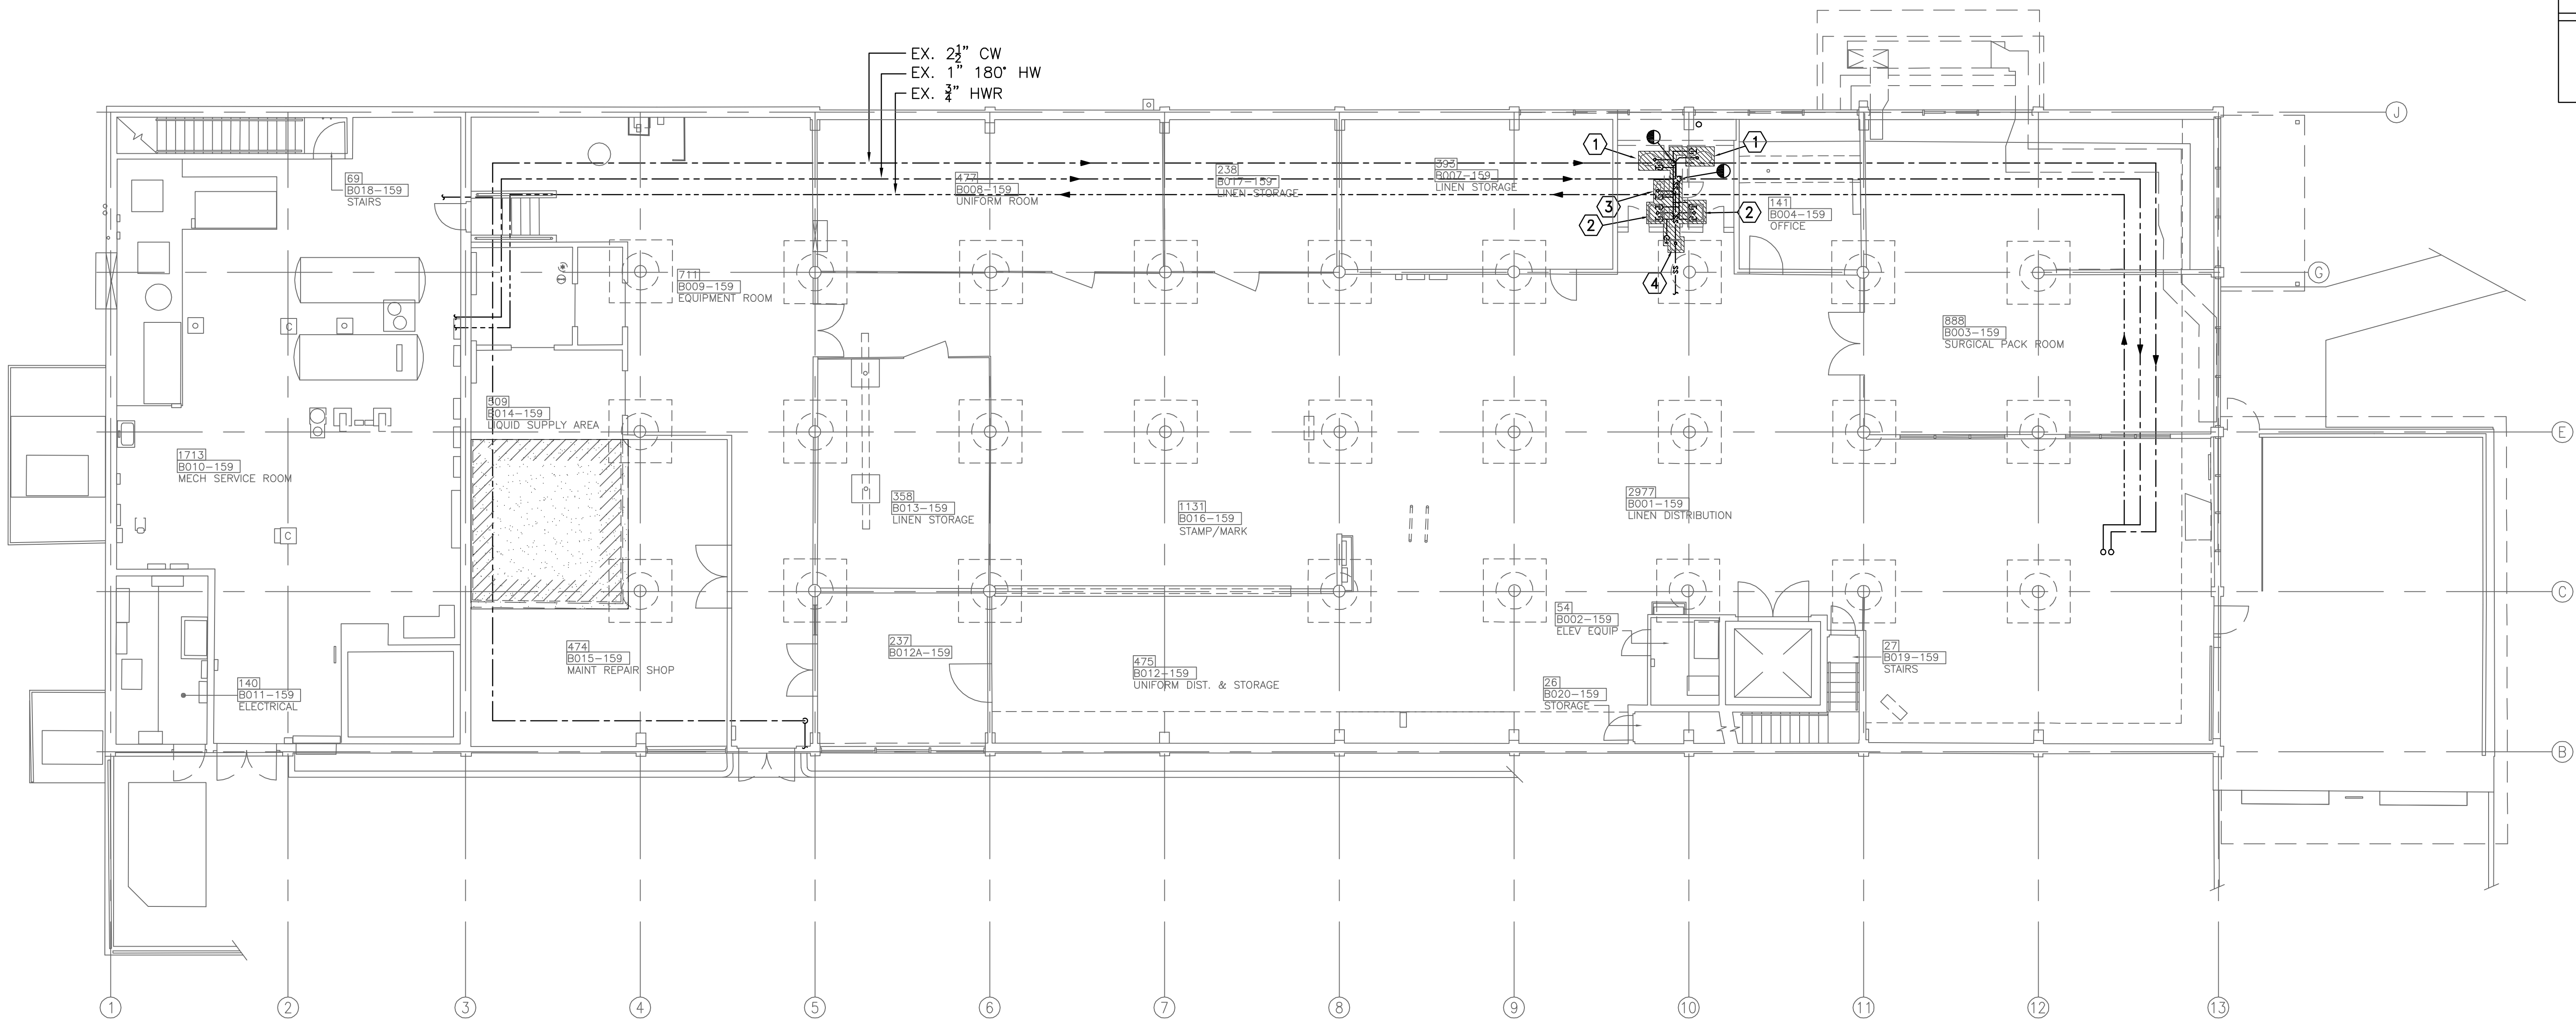 EX. 2½" CW
EX. 1" 180° HW
EX. ¾" HWR
J
69
B018-159
STAIRS
477
B008-159
UNIFORM ROOM
238
B017-159
LINEN STORAGE
393
B007-159
LINEN STORAGE
1
1
3
2
2
4
SS
141
B004-159
OFFICE
G
711
B009-159
EQUIPMENT ROOM
C
888
B003-159
SURGICAL PACK ROOM
509
B014-159
LIQUID SUPPLY AREA
E
1713
B010-159
MECH SERVICE ROOM
358
B013-159
LINEN STORAGE
1131
B016-159
STAMP/MARK
2977
B001-159
LINEN DISTRIBUTION
C
C
54
B002-159
ELEV EQUIP
474
B015-159
MAINT REPAIR SHOP
237
B012A-159
475
B012-159
UNIFORM DIST. & STORAGE
27
B019-159
STAIRS
140
B011-159
ELECTRICAL
26
B020-159
STORAGE
B
1 2 3 4 5 6 7 8 9 10 11 12 13